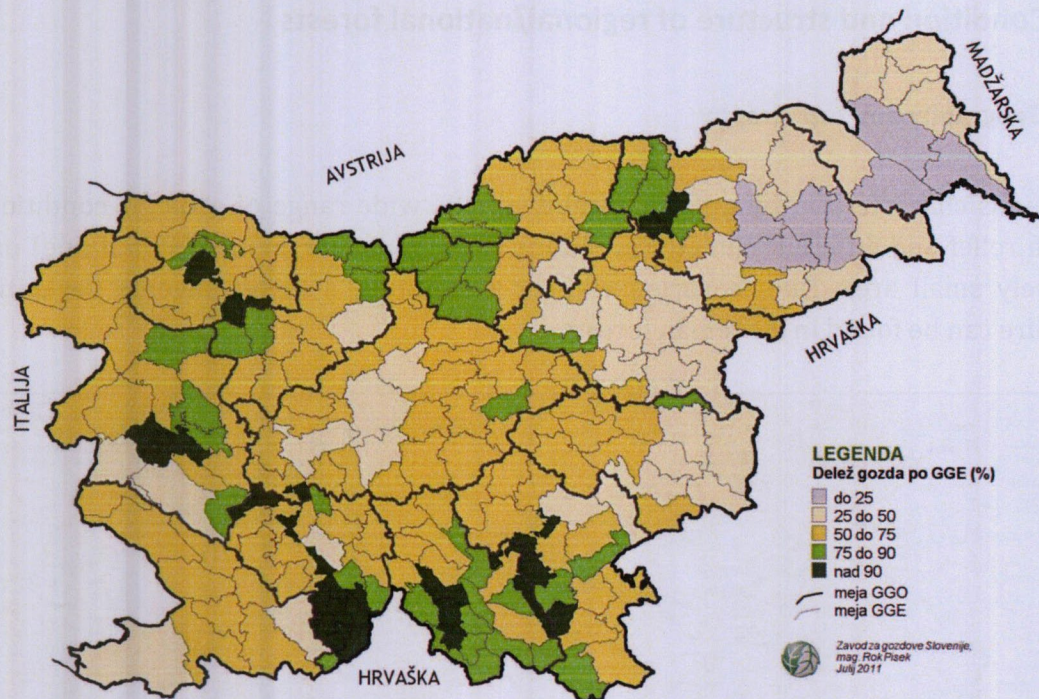 MADŽARSKA
AVSTRIJA
ITALIJA
HRVAŠKA
HRVAŠKA
LEGENDA
Delež gozda po GGE (%)
do 25
25 do 50
50 do 75
75 do 90
nad 90
meja GGO
meja GGE
Zavod za gozdove Slovenije,
mag. Rok Pisek
Julij 2011